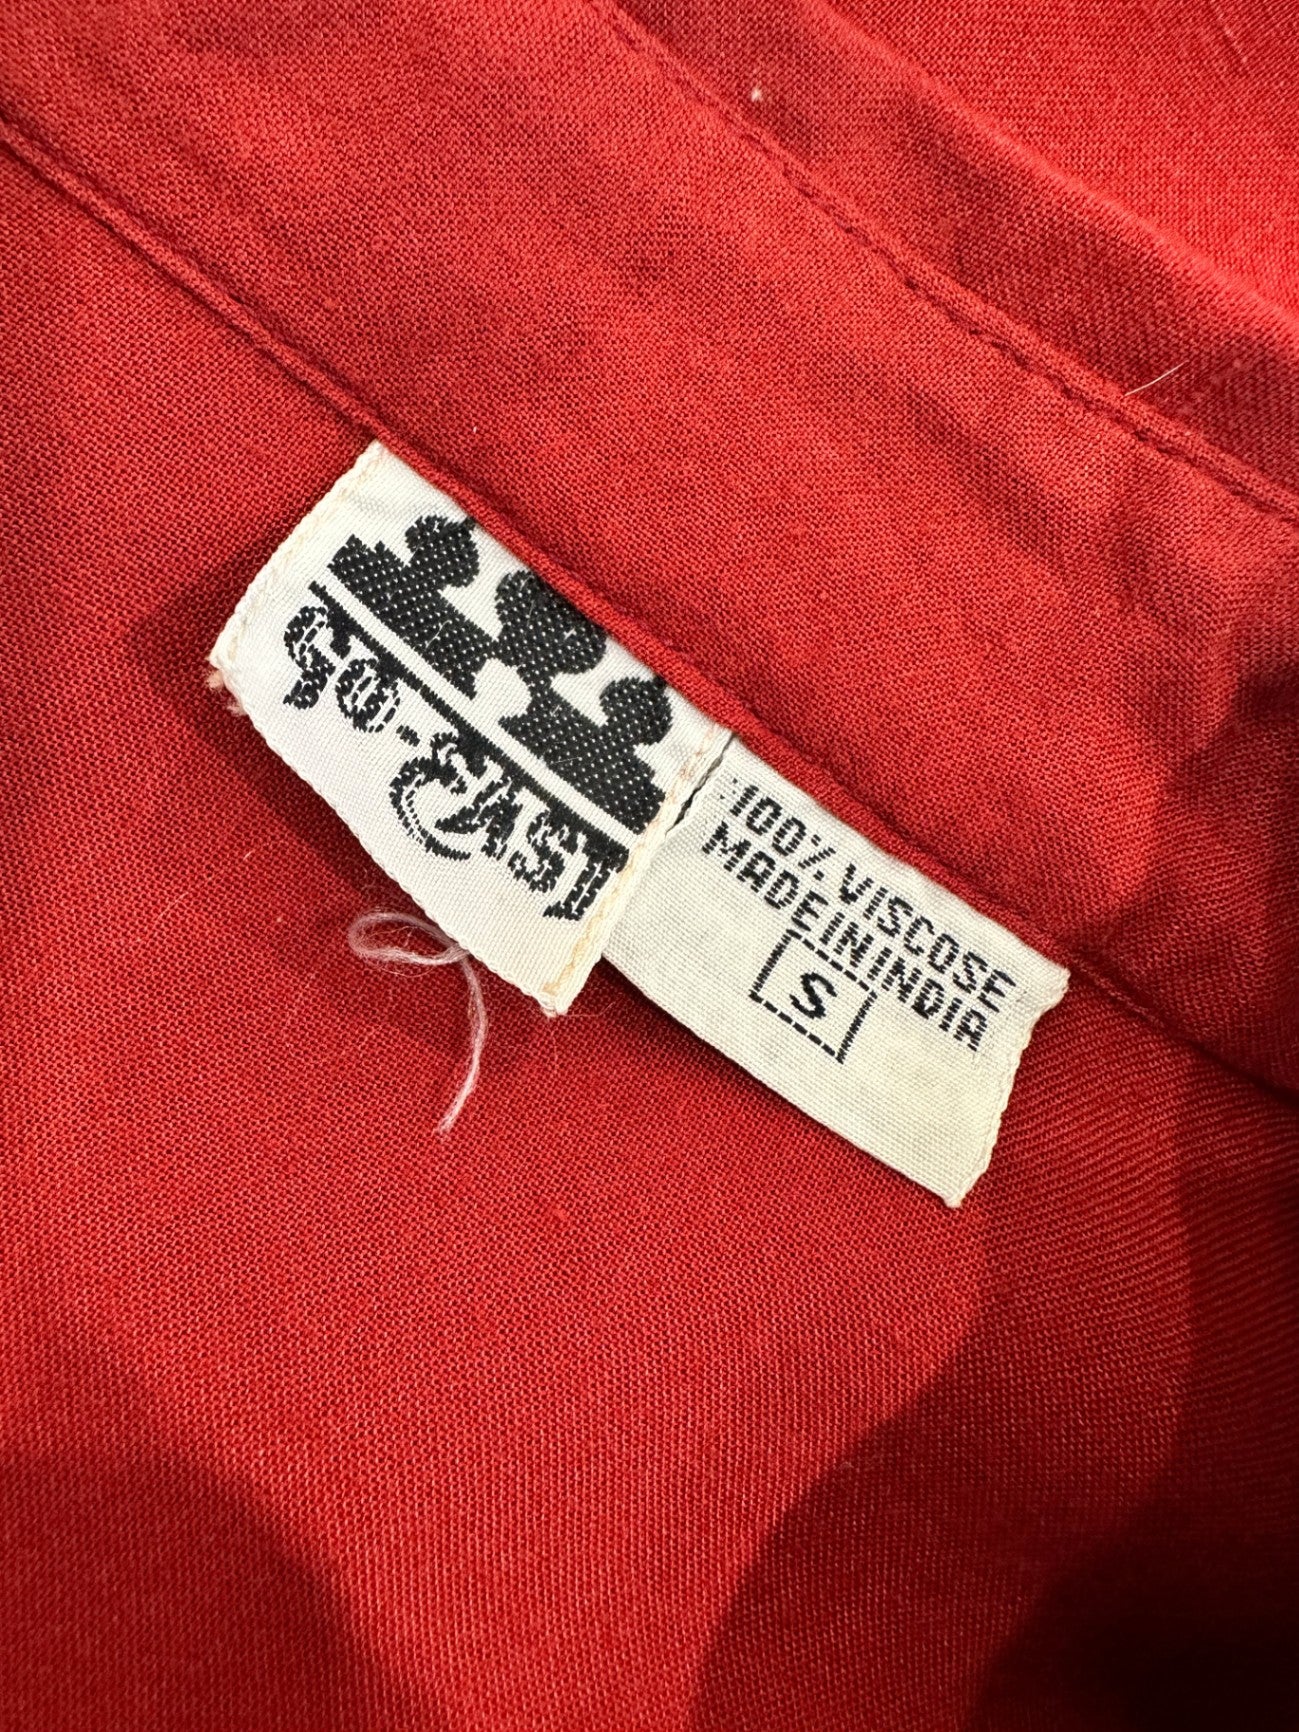 GO-EAST
100% VISCOSE
MADE IN INDIA
S